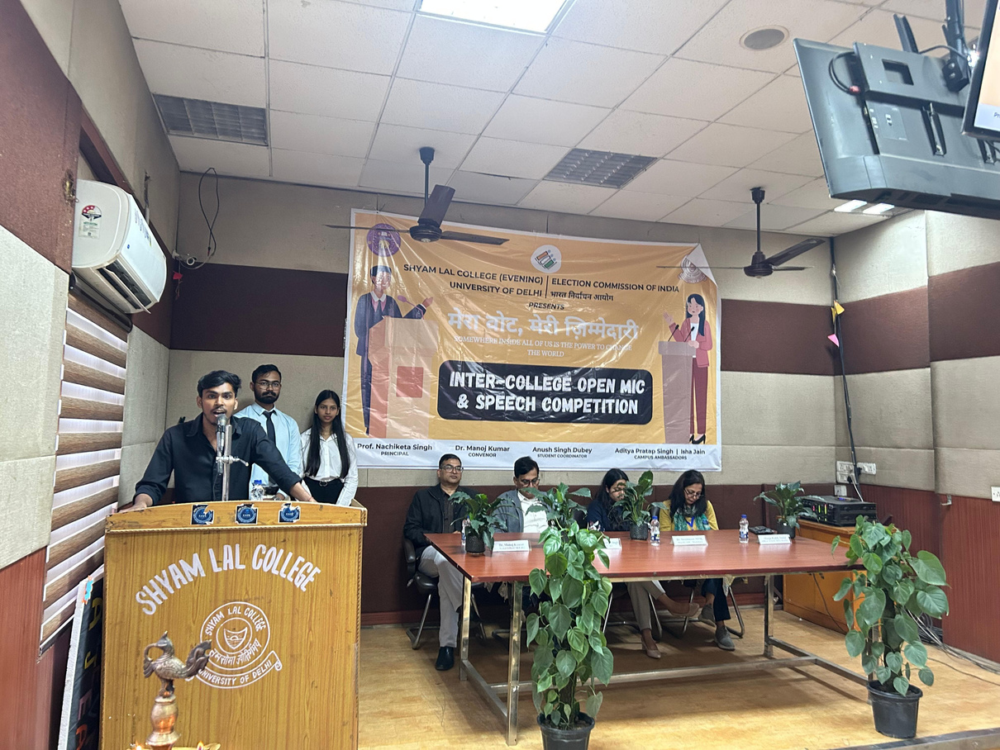 SHYAM LAL COLLEGE (EVENING)
UNIVERSITY OF DELHI
ELECTION COMMISSION OF INDIA
भारत निर्वाचन आयोग
PRESENTS
मेरा वोट, मेरी ज़िम्मेदारी
SOMEWHERE INSIDE ALL OF US IS THE POWER TO CHANGE
THE WORLD
INTER-COLLEGE OPEN MIC
& SPEECH COMPETITION
Prof. Nachiketa Singh
PRINCIPAL
Dr. Manoj Kumar
CONVENOR
Anush Singh Dubey
STUDENT COORDINATOR
Aditya Pratap Singh | Isha Jain
CAMPUS AMBASSADORS
Dr. Manoj Kumar
SHYAM LAL COLLEGE
SHYAM LAL COLLEGE
UNIVERSITY OF DELHI